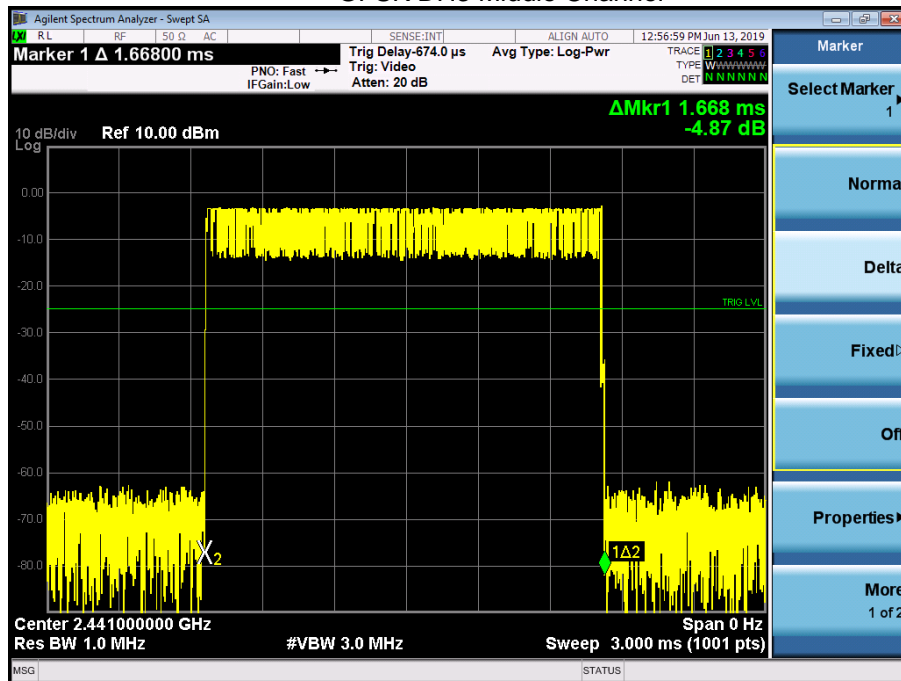 Agilent Spectrum Analyzer - Swept SA
LXI RL RF 50 Ω AC SENSE:INT ALIGN AUTO 12:56:59 PM Jun 13, 2019
Marker 1 Δ 1.66800 ms
PNO: Fast
IFGain:Low
Trig Delay-674.0 µs
Trig: Video
Atten: 20 dB
Avg Type: Log-Pwr
TRACE 1 2 3 4 5 6
TYPE WWWWWW
DET N N N N N N
ΔMkr1 1.668 ms
-4.87 dB
10 dB/div Ref 10.00 dBm
Log
0.00
-10.0
-20.0
TRIG LVL
-30.0
-40.0
-50.0
-60.0
-70.0
-80.0
X2
1Δ2
Center 2.441000000 GHz Span 0 Hz
Res BW 1.0 MHz #VBW 3.0 MHz Sweep 3.000 ms (1001 pts)
MSG STATUS
Marker
Select Marker
1
Norma
Delta
Fixed
Off
Properties
More
1 of 2